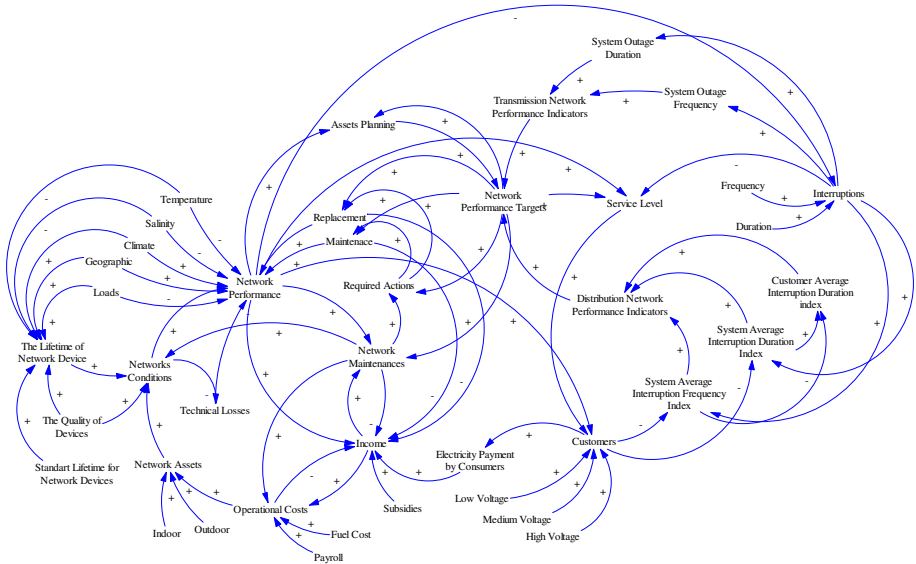 System Outage
Duration
Transmission Network
Performance Indicators
System Outage
Frequency
Assets Planning
Temperature
Salinity
Climate
Geographic
Loads
Replacement
Maintenace
Network
Performance Targets
Service Level
Frequency
Interruptions
Duration
Network
Performance
Required Actions
Distribution Network
Performance Indicators
Customer Average
Interruption Duration
index
System Average
Interruption Duration
Index
The Lifetime of
Network Device
Networks
Conditions
Network
Maintenances
Technical Losses
System Average
Interruption Frequency
Index
The Quality of
Devices
Standart Lifetime for
Network Devices
Network Assets
Income
Electricity Payment
by Consumers
Customers
Low Voltage
Medium Voltage
High Voltage
Subsidies
Operational Costs
Indoor
Outdoor
Fuel Cost
Payroll